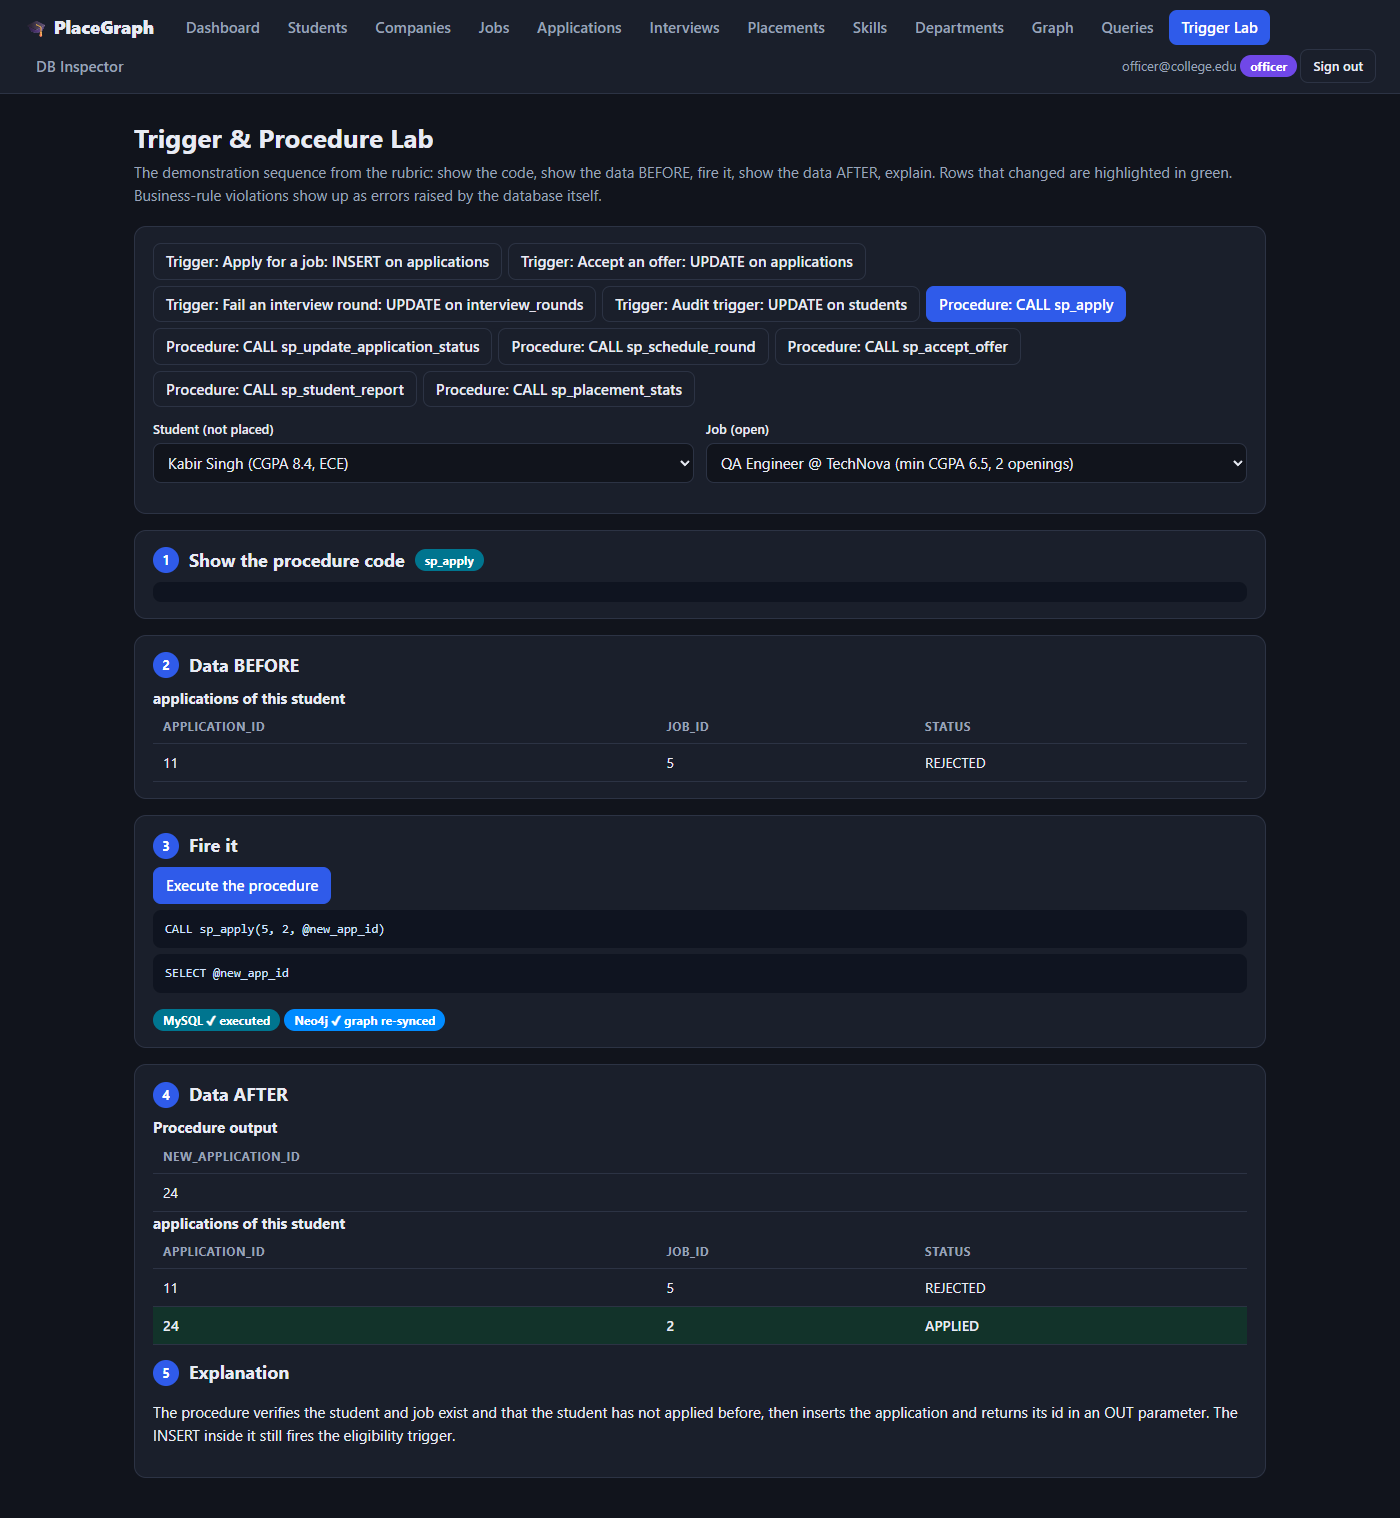 PlaceGraph Dashboard Students Companies Jobs Applications Interviews Placements Skills Departments Graph Queries Trigger Lab
DB Inspector officer@college.edu officer Sign out
Trigger & Procedure Lab
The demonstration sequence from the rubric: show the code, show the data BEFORE, fire it, show the data AFTER, explain. Rows that changed are highlighted in green.
Business-rule violations show up as errors raised by the database itself.
Trigger: Apply for a job: INSERT on applications Trigger: Accept an offer: UPDATE on applications
Trigger: Fail an interview round: UPDATE on interview_rounds Trigger: Audit trigger: UPDATE on students Procedure: CALL sp_apply
Procedure: CALL sp_update_application_status Procedure: CALL sp_schedule_round Procedure: CALL sp_accept_offer
Procedure: CALL sp_student_report Procedure: CALL sp_placement_stats
Student (not placed) Job (open)
Kabir Singh (CGPA 8.4, ECE) QA Engineer @ TechNova (min CGPA 6.5, 2 openings)
1 Show the procedure code sp_apply
2 Data BEFORE
applications of this student
APPLICATION_ID JOB_ID STATUS
11 5 REJECTED
3 Fire it
Execute the procedure
CALL sp_apply(5, 2, @new_app_id)
SELECT @new_app_id
MySQL ✔ executed Neo4j ✔ graph re-synced
4 Data AFTER
Procedure output
NEW_APPLICATION_ID
24
applications of this student
APPLICATION_ID JOB_ID STATUS
11 5 REJECTED
24 2 APPLIED
5 Explanation
The procedure verifies the student and job exist and that the student has not applied before, then inserts the application and returns its id in an OUT parameter. The
INSERT inside it still fires the eligibility trigger.